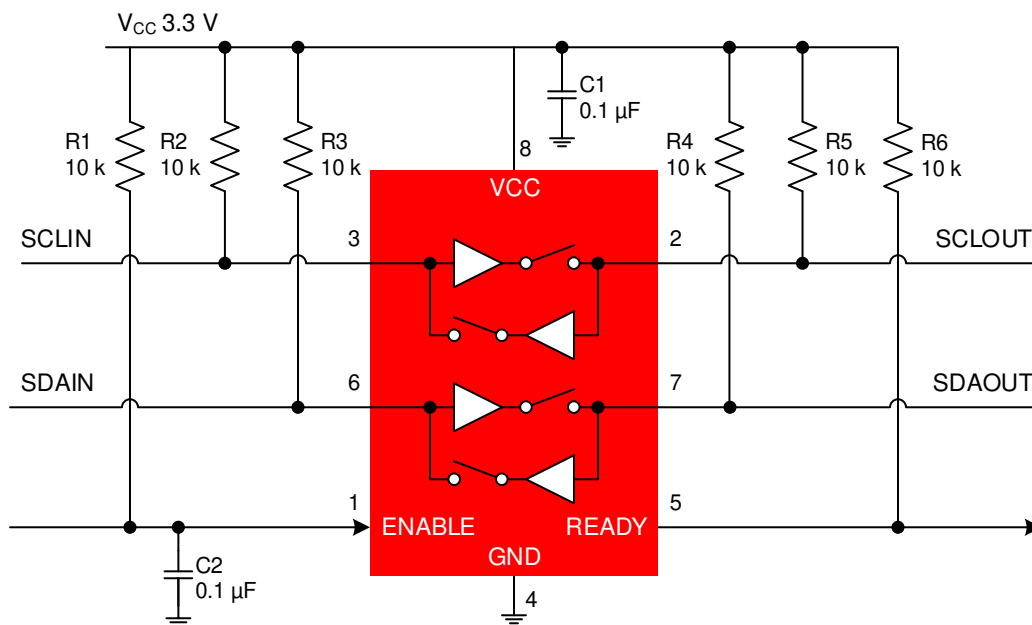 VCC 3.3 V
C1
0.1 µF
R1
10 k
R2
10 k
R3
10 k
8
R4
10 k
R5
10 k
R6
10 k
VCC
SCLIN
3
2
SCLOUT
SDAIN
6
7
SDAOUT
1
ENABLE
READY
5
GND
C2
0.1 µF
4